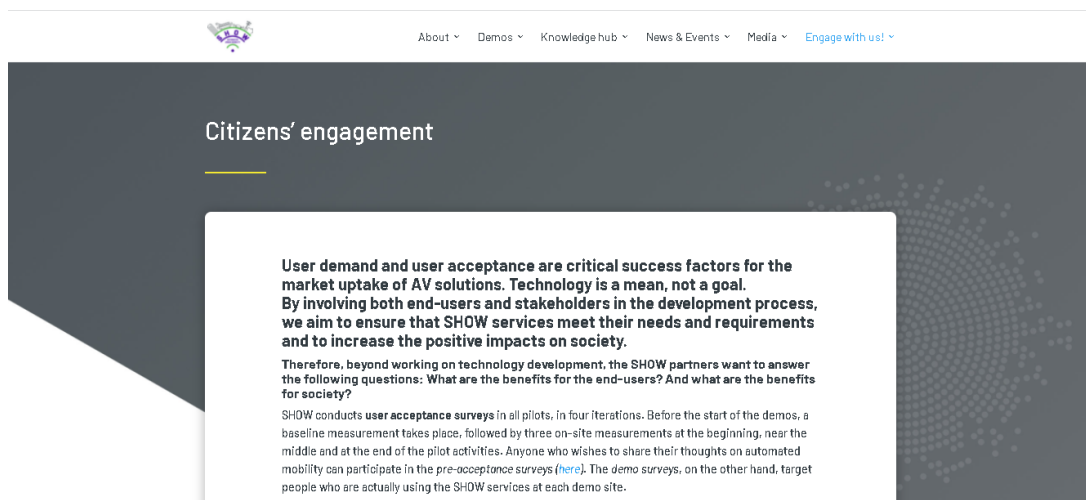 SHOW
About
Demos
Knowledge hub
News & Events
Media
Engage with us!
Citizens' engagement
User demand and user acceptance are critical success factors for the
market uptake of AV solutions. Technology is a mean, not a goal.
By involving both end-users and stakeholders in the development process,
we aim to ensure that SHOW services meet their needs and requirements
and to increase the positive impacts on society.
Therefore, beyond working on technology development, the SHOW partners want to answer
the following questions: What are the benefits for the end-users? And what are the benefits
for society?
SHOW conducts user acceptance surveys in all pilots, in four iterations. Before the start of the demos, a
baseline measurement takes place, followed by three on-site measurements at the beginning, near the
middle and at the end of the pilot activities. Anyone who wishes to share their thoughts on automated
mobility can participate in the pre-acceptance surveys (here). The demo surveys, on the other hand, target
people who are actually using the SHOW services at each demo site.